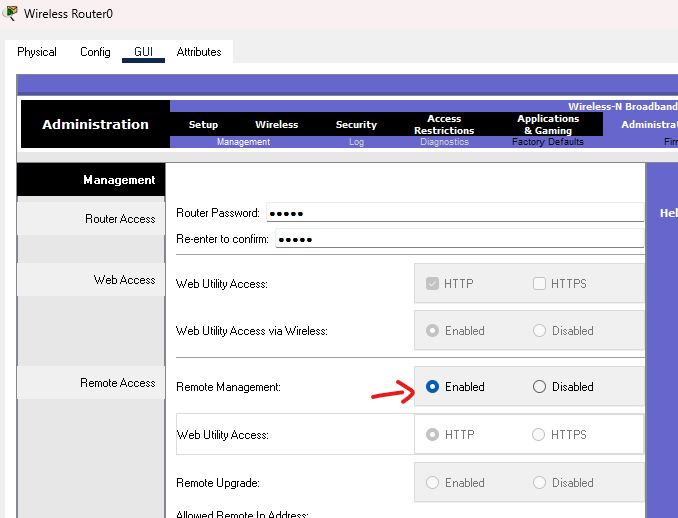 Wireless Router0
Physical Config GUI Attributes
Wireless-N Broadband
Administration
Setup Wireless Security Access Restrictions Applications & Gaming
Management Log Diagnostics Factory Defaults
Management
Router Access
Router Password: •••••
Re-enter to confirm: •••••
Web Access
Web Utility Access: HTTP HTTPS
Web Utility Access via Wireless: Enabled Disabled
Remote Access
Remote Management: Enabled Disabled
Web Utility Access: HTTP HTTPS
Remote Upgrade: Enabled Disabled
Allowed Remote Ip Address: